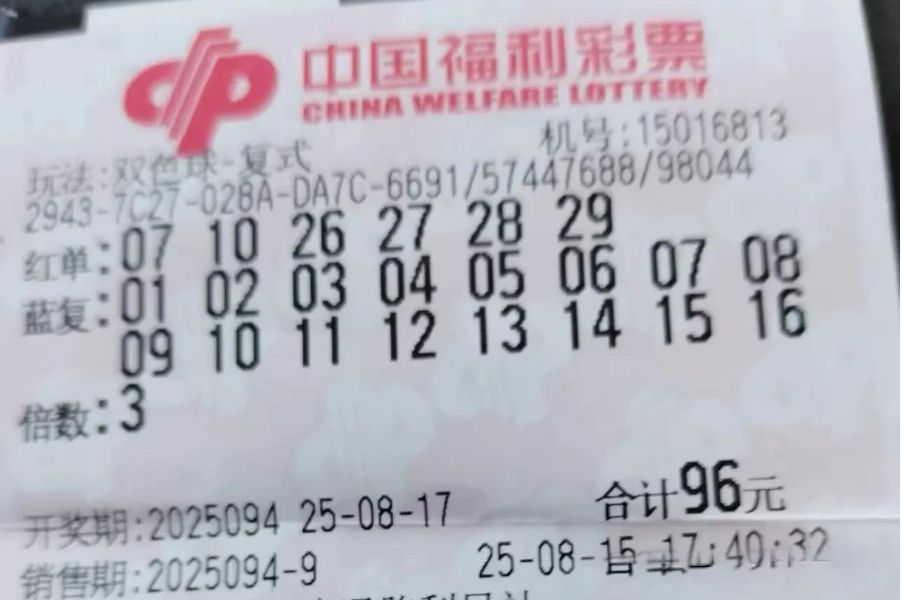 中国福利彩票
CHINA WELFARE LOTTERY
机号:15016813
玩法:双色球-复式
2943-7C27-028A-DA7C-6691/57447688/98044
红单:07 10 26 27 28 29
蓝复:01 02 03 04 05 06 07 08
09 10 11 12 13 14 15 16
倍数:3
合计96元
开奖期:2025094 25-08-17
销售期:2025094-9 25-08-15 17:40:32